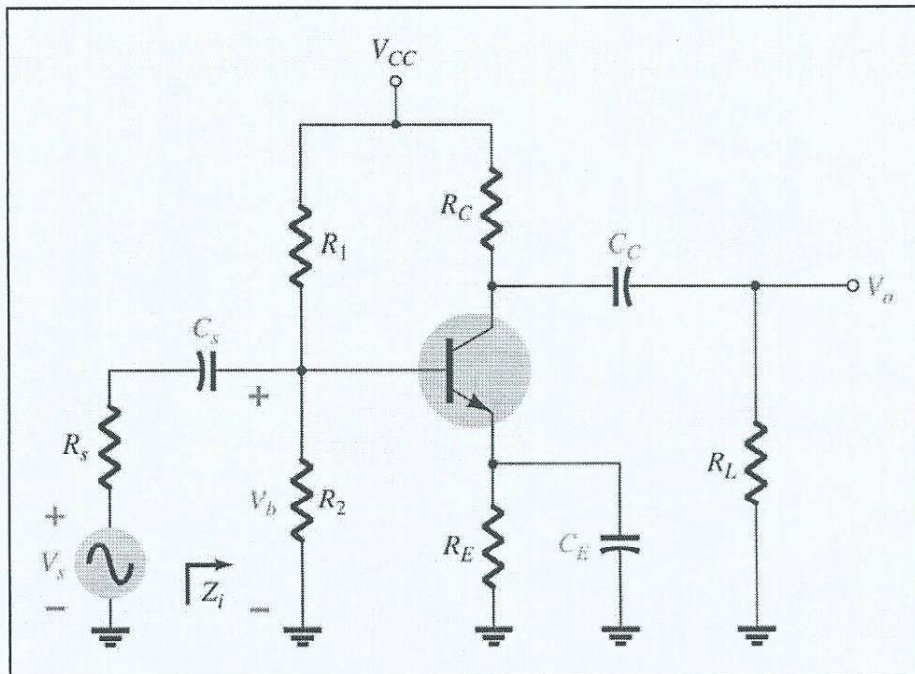 V_CC
R_C
R_1
C_C
V_o
C_s
+
R_s
V_b
R_2
R_L
+
V_s
−
Z_i
−
R_E
C_E